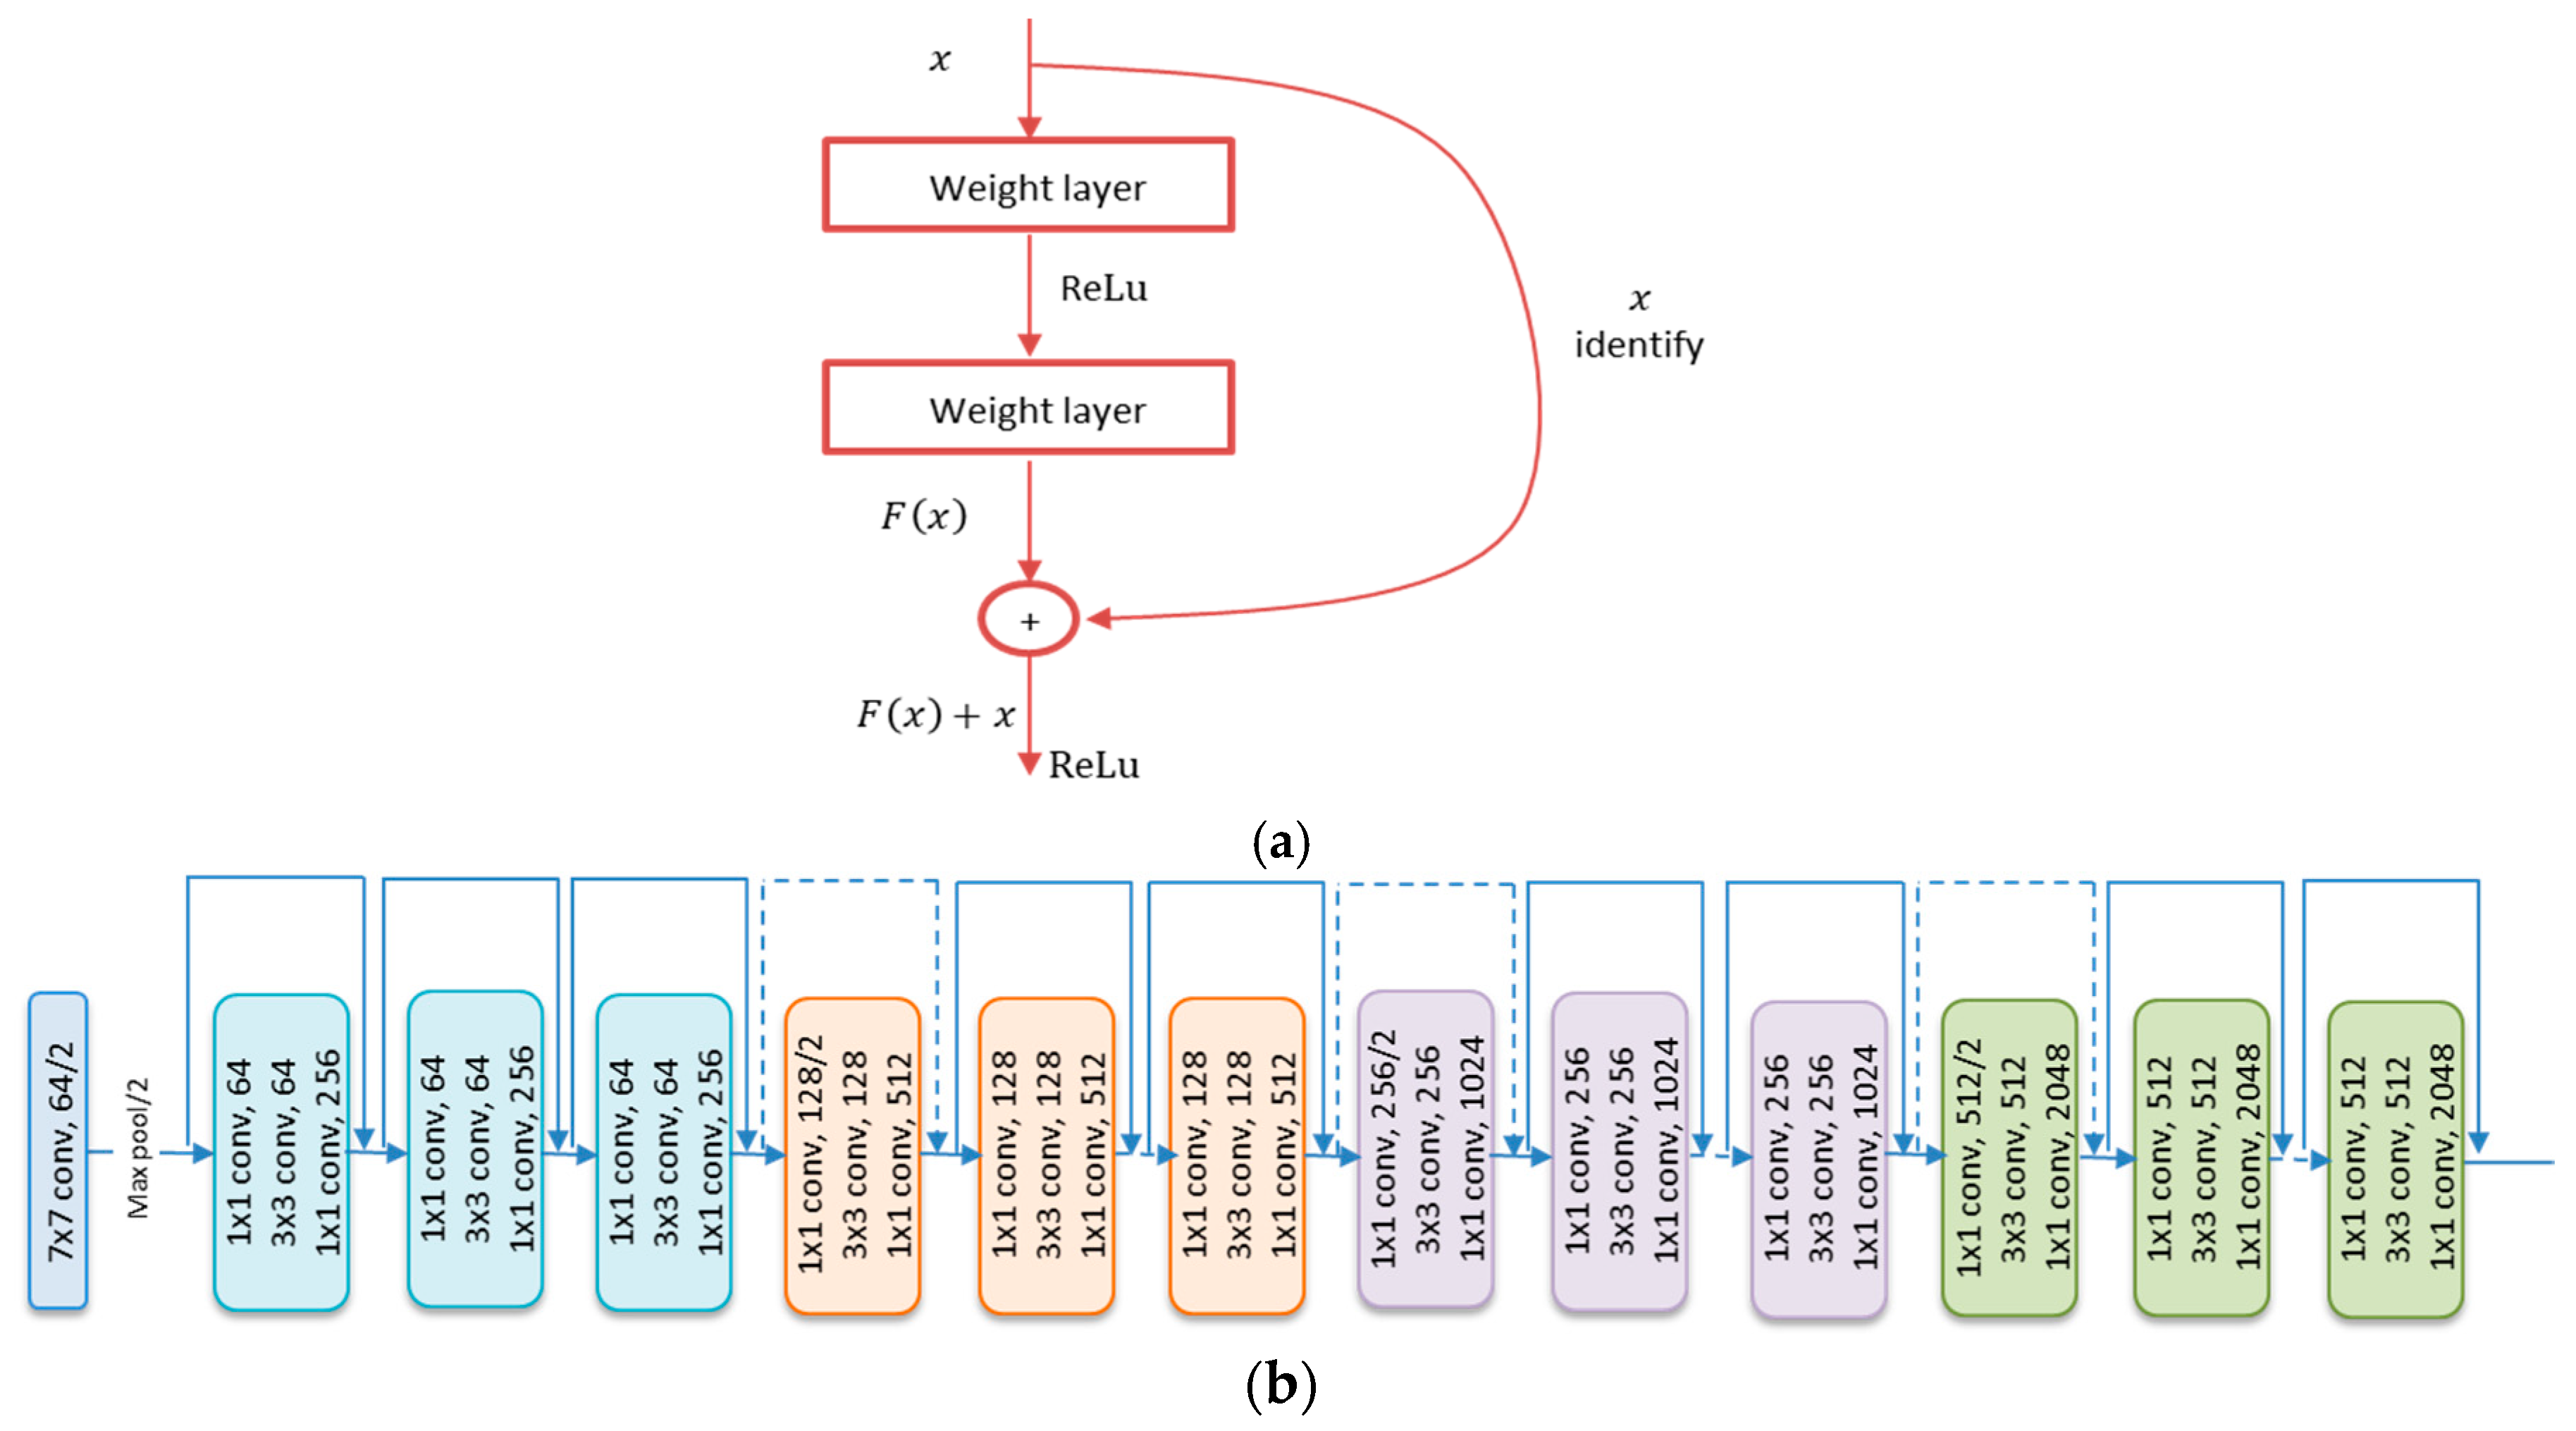 x
Weight layer
ReLu
x
identify
Weight layer
F(x)
+
F(x) + x
ReLu
(a)
7x7 conv, 64/2
Max pool/2
1x1 conv, 64
3x3 conv, 64
1x1 conv, 256
1x1 conv, 64
3x3 conv, 64
1x1 conv, 256
1x1 conv, 64
3x3 conv, 64
1x1 conv, 256
1x1 conv, 128/2
3x3 conv, 128
1x1 conv, 512
1x1 conv, 128
3x3 conv, 128
1x1 conv, 512
1x1 conv, 128
3x3 conv, 128
1x1 conv, 512
1x1 conv, 256/2
3x3 conv, 256
1x1 conv, 1024
1x1 conv, 256
3x3 conv, 256
1x1 conv, 1024
1x1 conv, 256
3x3 conv, 256
1x1 conv, 1024
1x1 conv, 512/2
3x3 conv, 512
1x1 conv, 2048
1x1 conv, 512
3x3 conv, 512
1x1 conv, 2048
1x1 conv, 512
3x3 conv, 512
1x1 conv, 2048
(b)